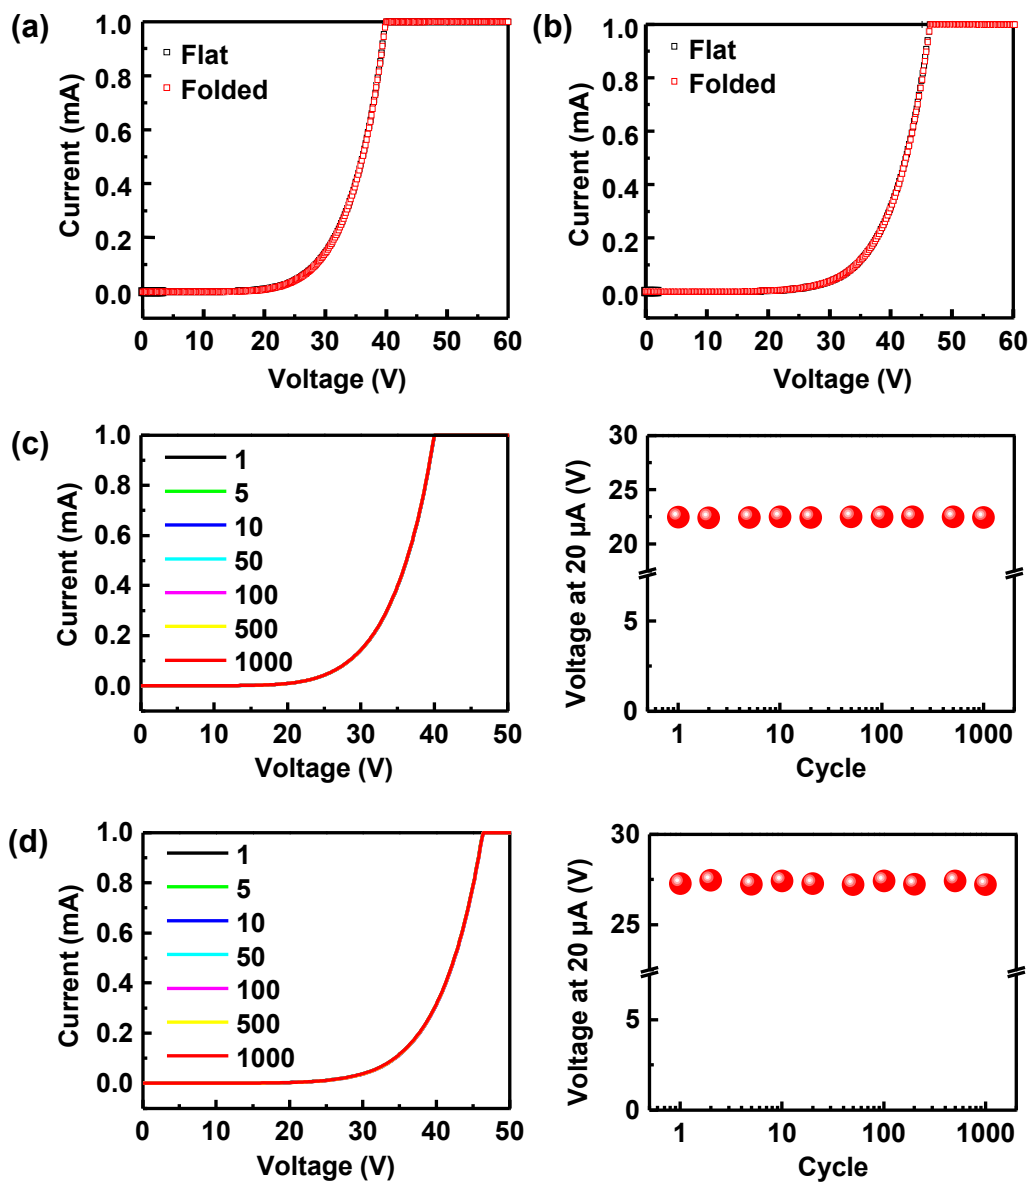 (a)
Flat
Folded
Current (mA)
1.0
0.8
0.6
0.4
0.2
0.0
0 10 20 30 40 50 60
Voltage (V)
(b)
Flat
Folded
Current (mA)
1.0
0.8
0.6
0.4
0.2
0.0
0 10 20 30 40 50 60
Voltage (V)
(c)
1
5
10
50
100
500
1000
Current (mA)
1.0
0.8
0.6
0.4
0.2
0.0
0 10 20 30 40 50
Voltage (V)
Voltage at 20 µA (V)
30
25
20
5
0
1 10 100 1000
Cycle
(d)
1
5
10
50
100
500
1000
Current (mA)
1.0
0.8
0.6
0.4
0.2
0.0
0 10 20 30 40 50
Voltage (V)
Voltage at 20 µA (V)
30
25
5
0
1 10 100 1000
Cycle